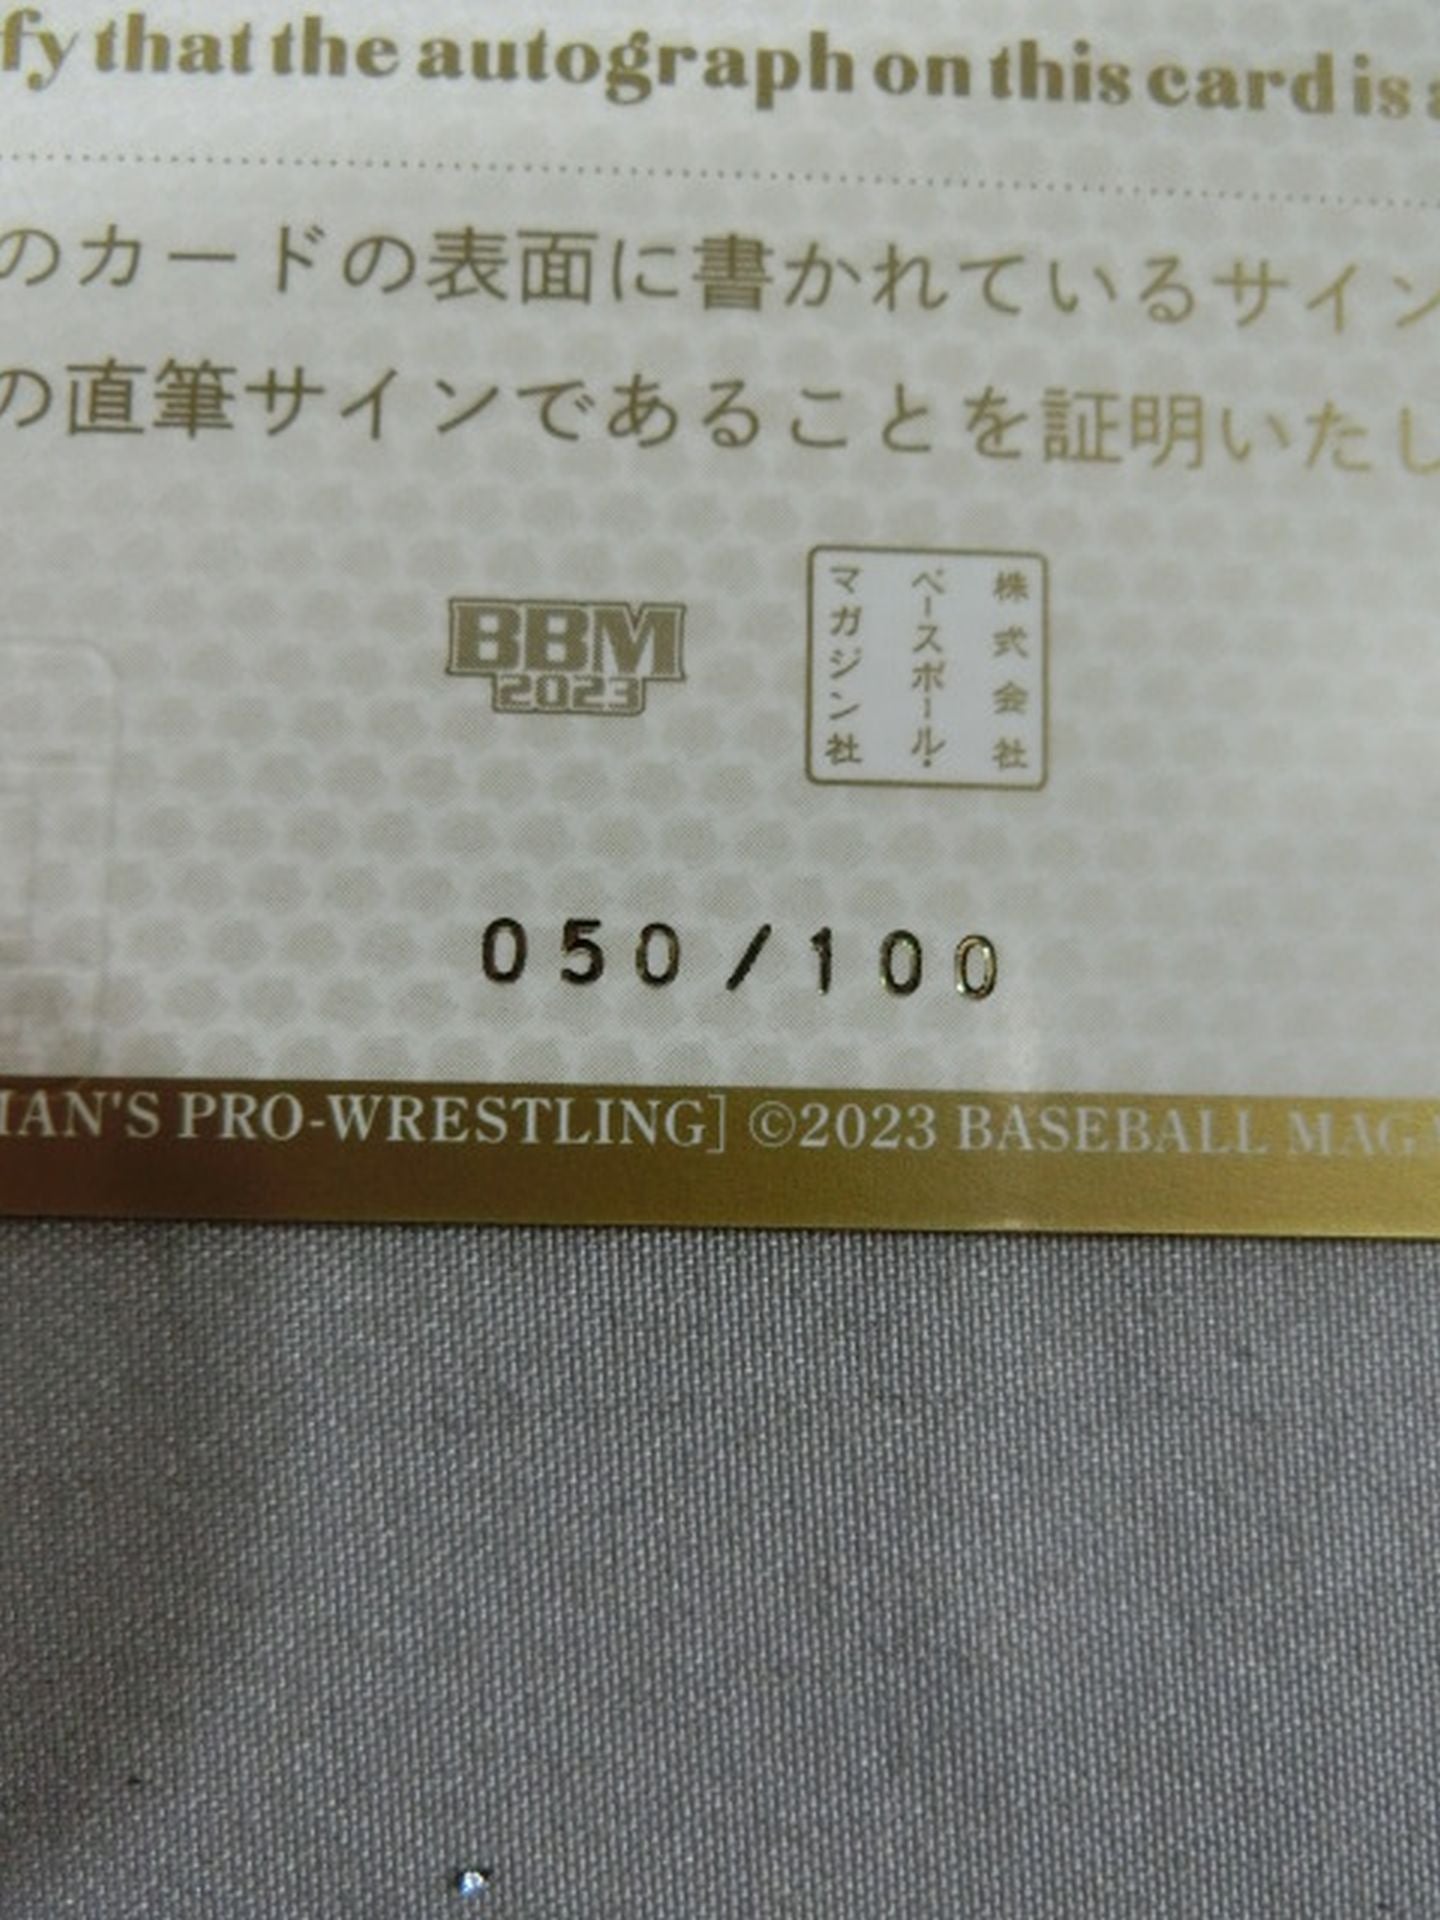 fy that the autograph on this card is a
のカードの表面に書かれているサイン
の直筆サインであることを証明いたし
BBM
2023
株式会社
ベースボール・
マガジン社
050/100
IAN'S PRO-WRESTLING] ©2023 BASEBALL MAGA